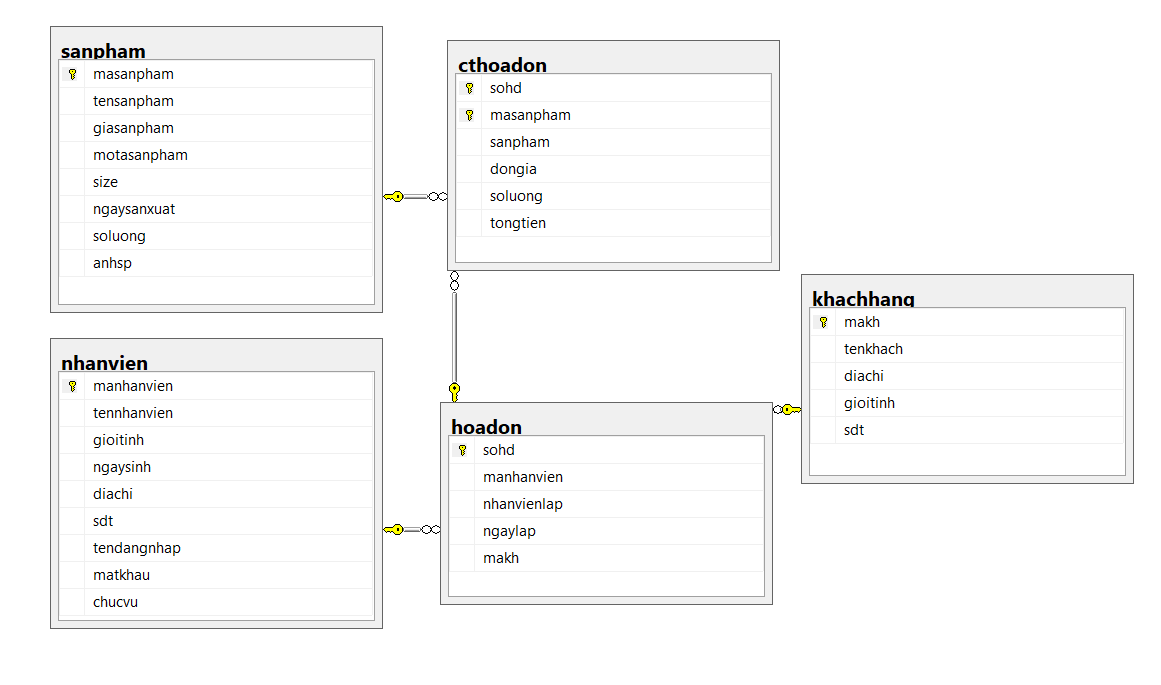 sanpham
masanpham
tensanpham
giasanpham
motasanpham
size
ngaysanxuat
soluong
anhsp
cthoadon
sohd
masanpham
sanpham
dongia
soluong
tongtien
khachhang
makh
tenkhach
diachi
gioitinh
sdt
nhanvien
manhanvien
tennhanvien
gioitinh
ngaysinh
diachi
sdt
tendangnhap
matkhau
chucvu
hoadon
sohd
manhanvien
nhanvienlap
ngaylap
makh